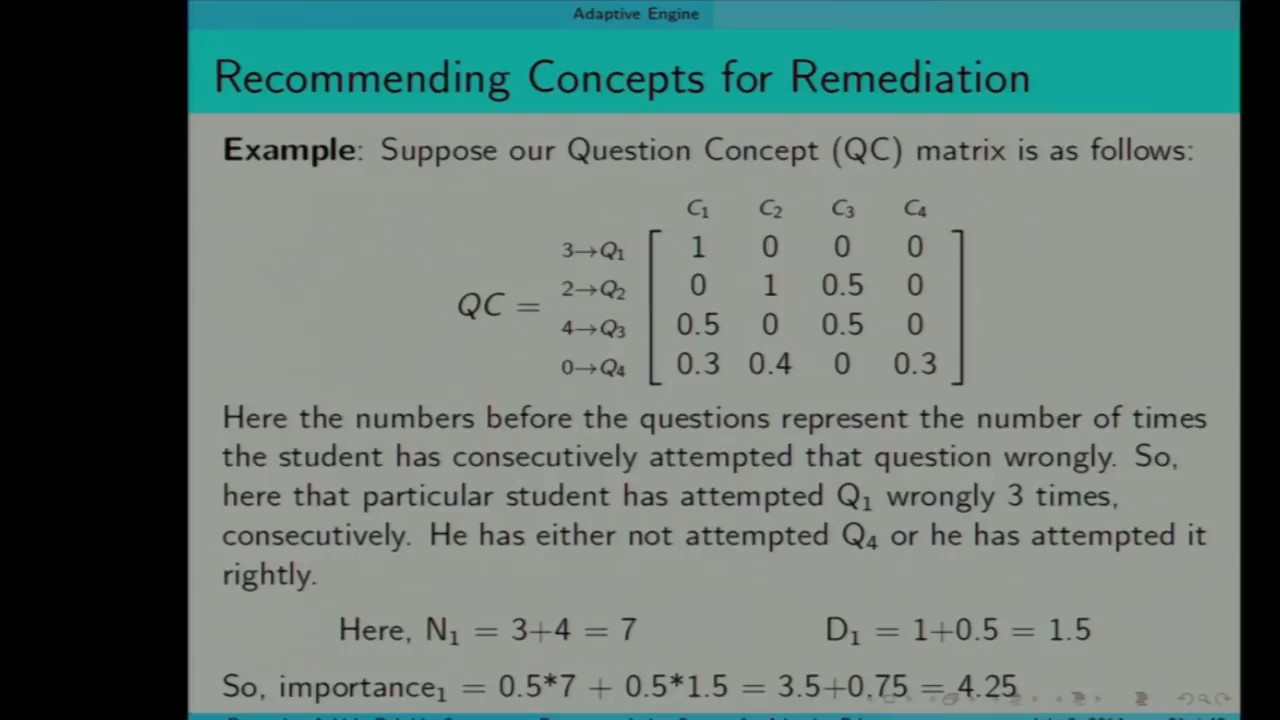 Adaptive Engine
Recommending Concepts for Remediation
Example: Suppose our Question Concept (QC) matrix is as follows:
C₁ C₂ C₃ C₄
3→Q₁ 1 0 0 0
2→Q₂ 0 1 0.5 0
QC =
4→Q₃ 0.5 0 0.5 0
0→Q₄ 0.3 0.4 0 0.3
Here the numbers before the questions represent the number of times
the student has consecutively attempted that question wrongly. So,
here that particular student has attempted Q₁ wrongly 3 times,
consecutively. He has either not attempted Q₄ or he has attempted it
rightly.
Here, N₁ = 3+4 = 7 D₁ = 1+0.5 = 1.5
So, importance₁ = 0.5*7 + 0.5*1.5 = 3.5+0.75 = 4.25